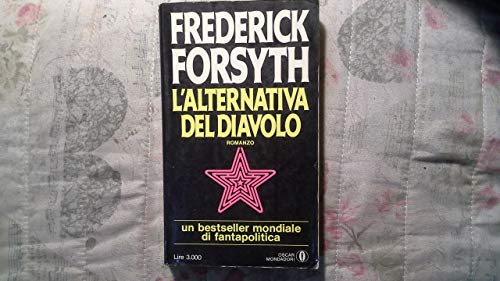 FREDERICK
FORSYTH
L'ALTERNATIVA
DEL DIAVOLO
ROMANZO
un bestseller mondiale
di fantapolitica
Lire 3.000
OSCAR
MONDADORI